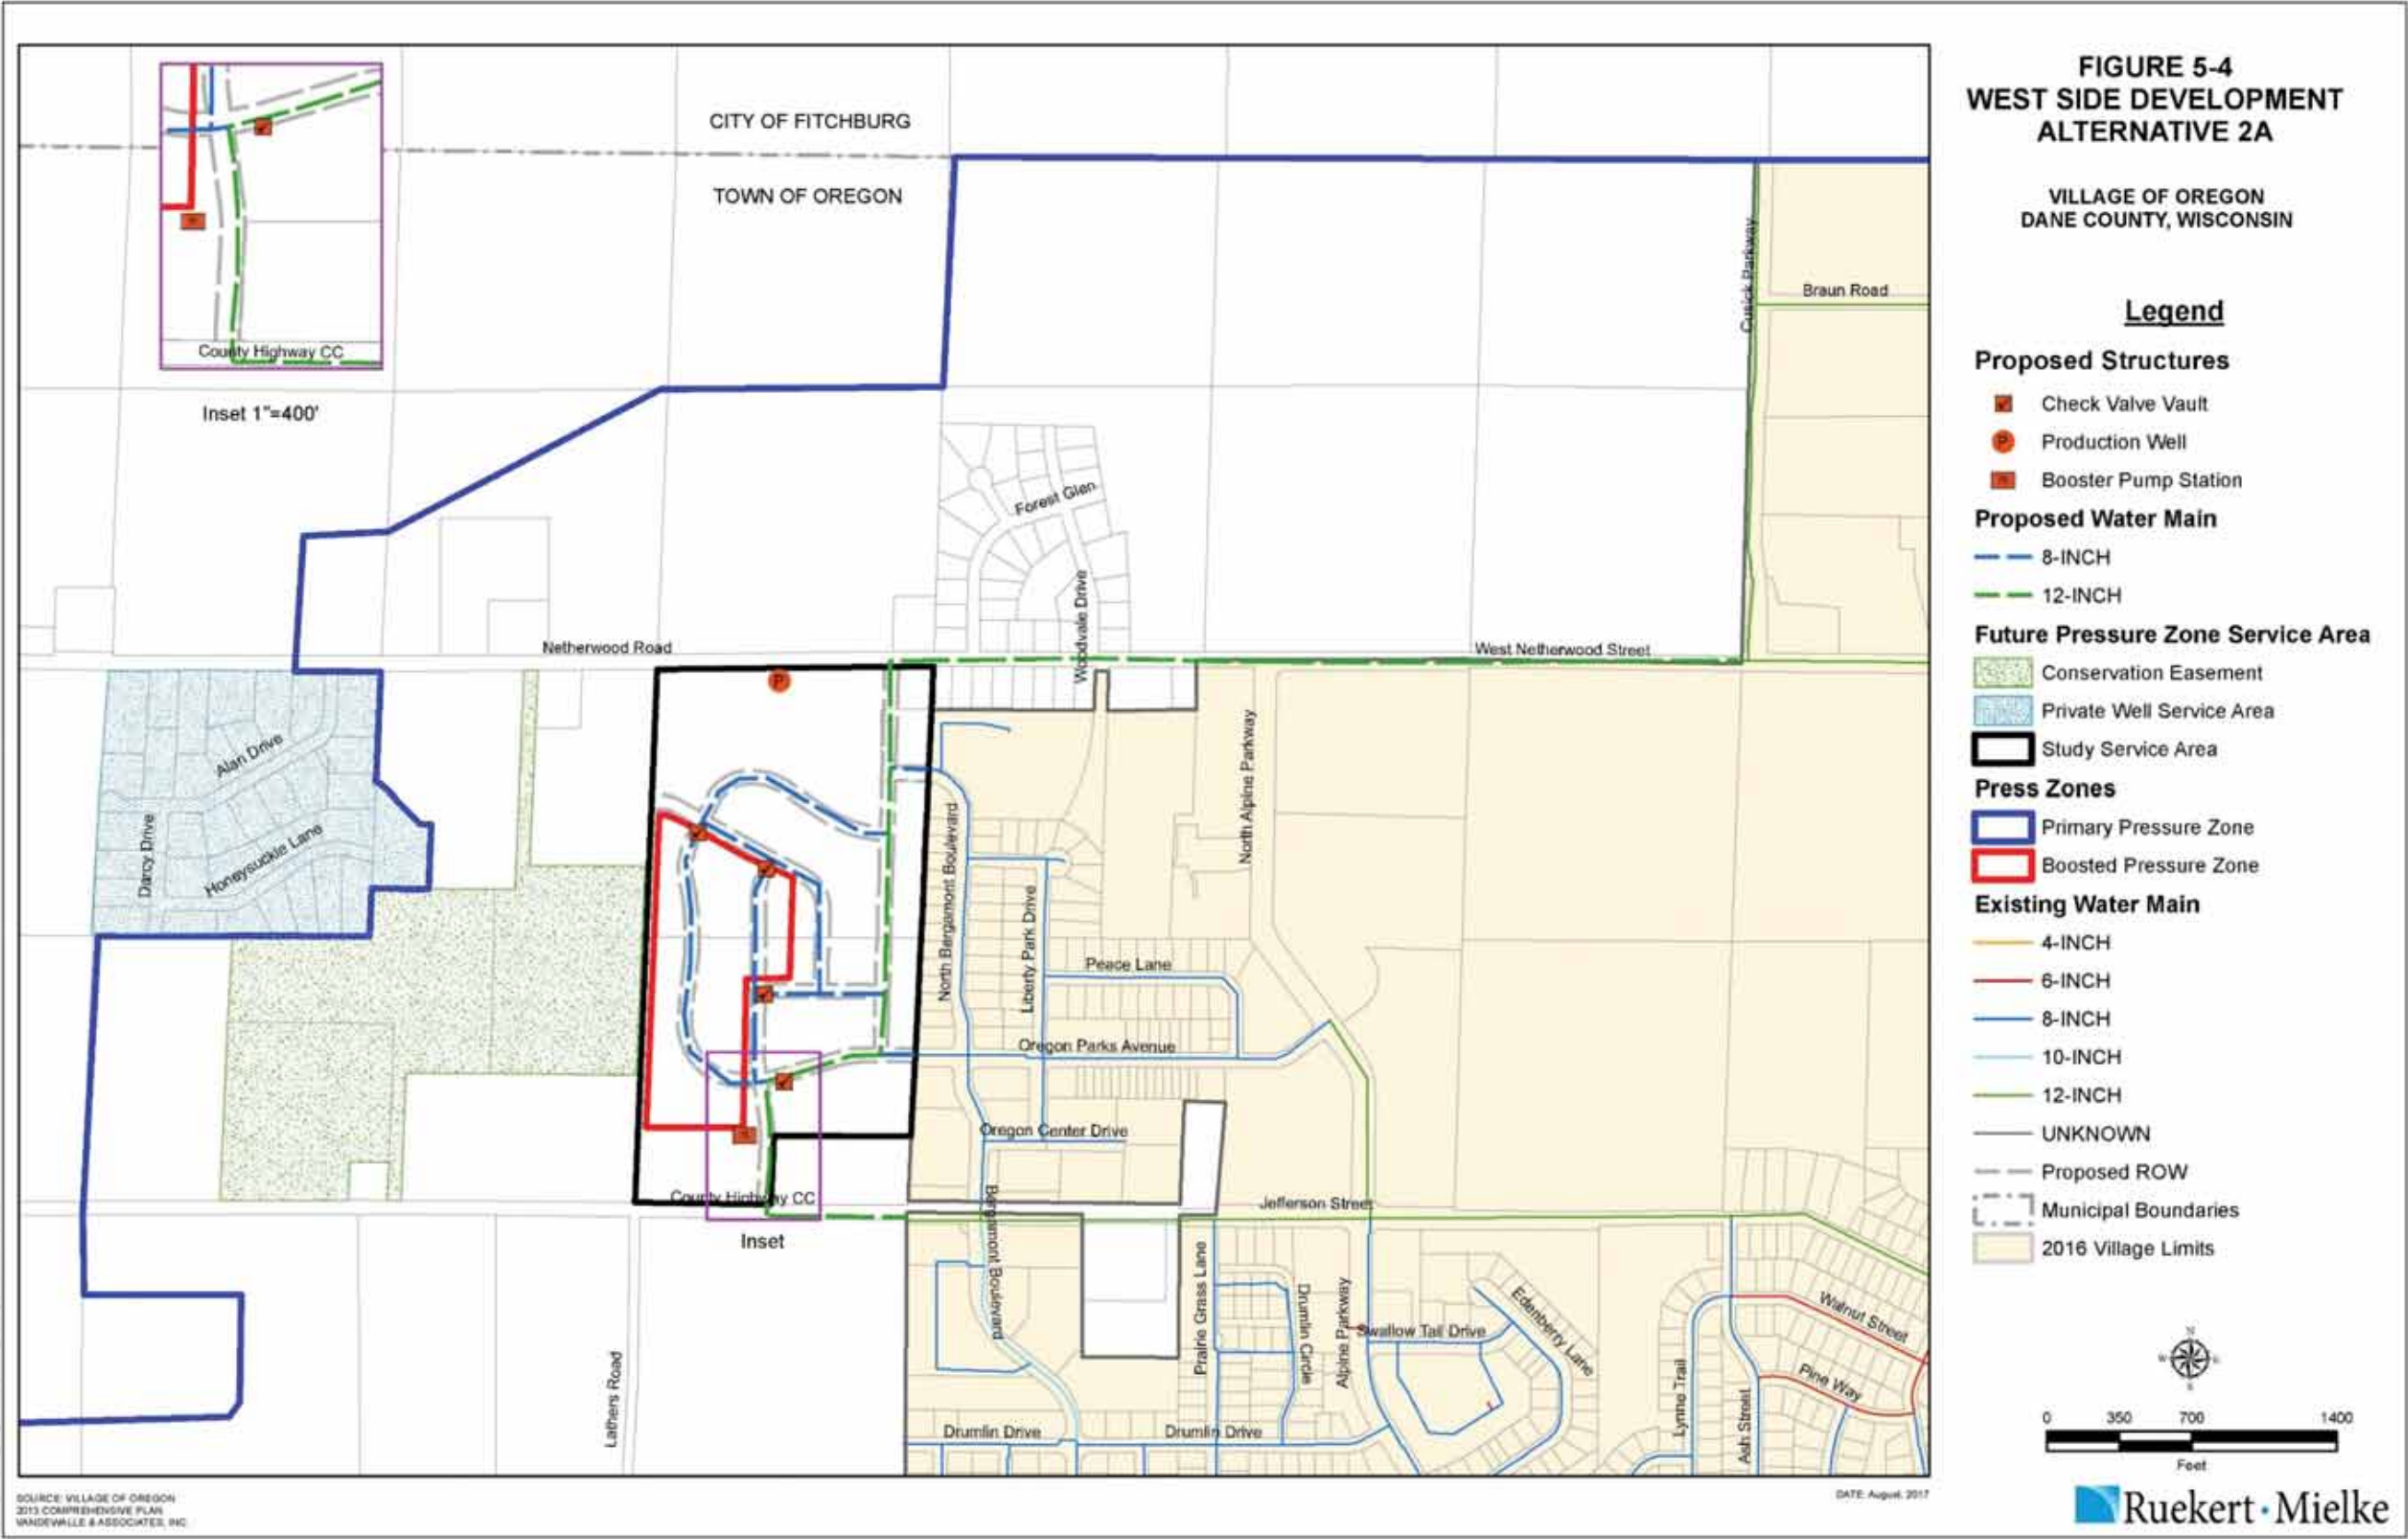 FIGURE 5-4
WEST SIDE DEVELOPMENT
ALTERNATIVE 2A
VILLAGE OF OREGON
DANE COUNTY, WISCONSIN
Legend
Proposed Structures
Check Valve Vault
P
Production Well
Booster Pump Station
Proposed Water Main
8-INCH
12-INCH
Future Pressure Zone Service Area
Conservation Easement
Private Well Service Area
Study Service Area
Press Zones
Primary Pressure Zone
Boosted Pressure Zone
Existing Water Main
4-INCH
6-INCH
8-INCH
10-INCH
12-INCH
UNKNOWN
Proposed ROW
Municipal Boundaries
2016 Village Limits
N
W
E
S
0 350 700 1400
Feet
Ruekert·Mielke
CITY OF FITCHBURG
TOWN OF OREGON
County Highway CC
Inset 1"=400'
Cusick Parkway
Braun Road
Forest Glen
Woodvale Drive
Netherwood Road
West Netherwood Street
P
Alan Drive
Darcy Drive
Honeysuckle Lane
North Bergamont Boulevard
Liberty Park Drive
North Alpine Parkway
Peace Lane
Oregon Parks Avenue
Oregon Center Drive
County Highway CC
Jefferson Street
Inset
Bergamont Boulevard
Prairie Grass Lane
Drumlin Circle
Alpine Parkway
Swallow Tail Drive
Edenberry Lane
Walnut Street
Pine Way
Lathers Road
Lynne Trail
Ash Street
Drumlin Drive
Drumlin Drive
SOURCE: VILLAGE OF OREGON
2013 COMPREHENSIVE PLAN
VANDEWALLE & ASSOCIATES, INC.
DATE: August, 2017